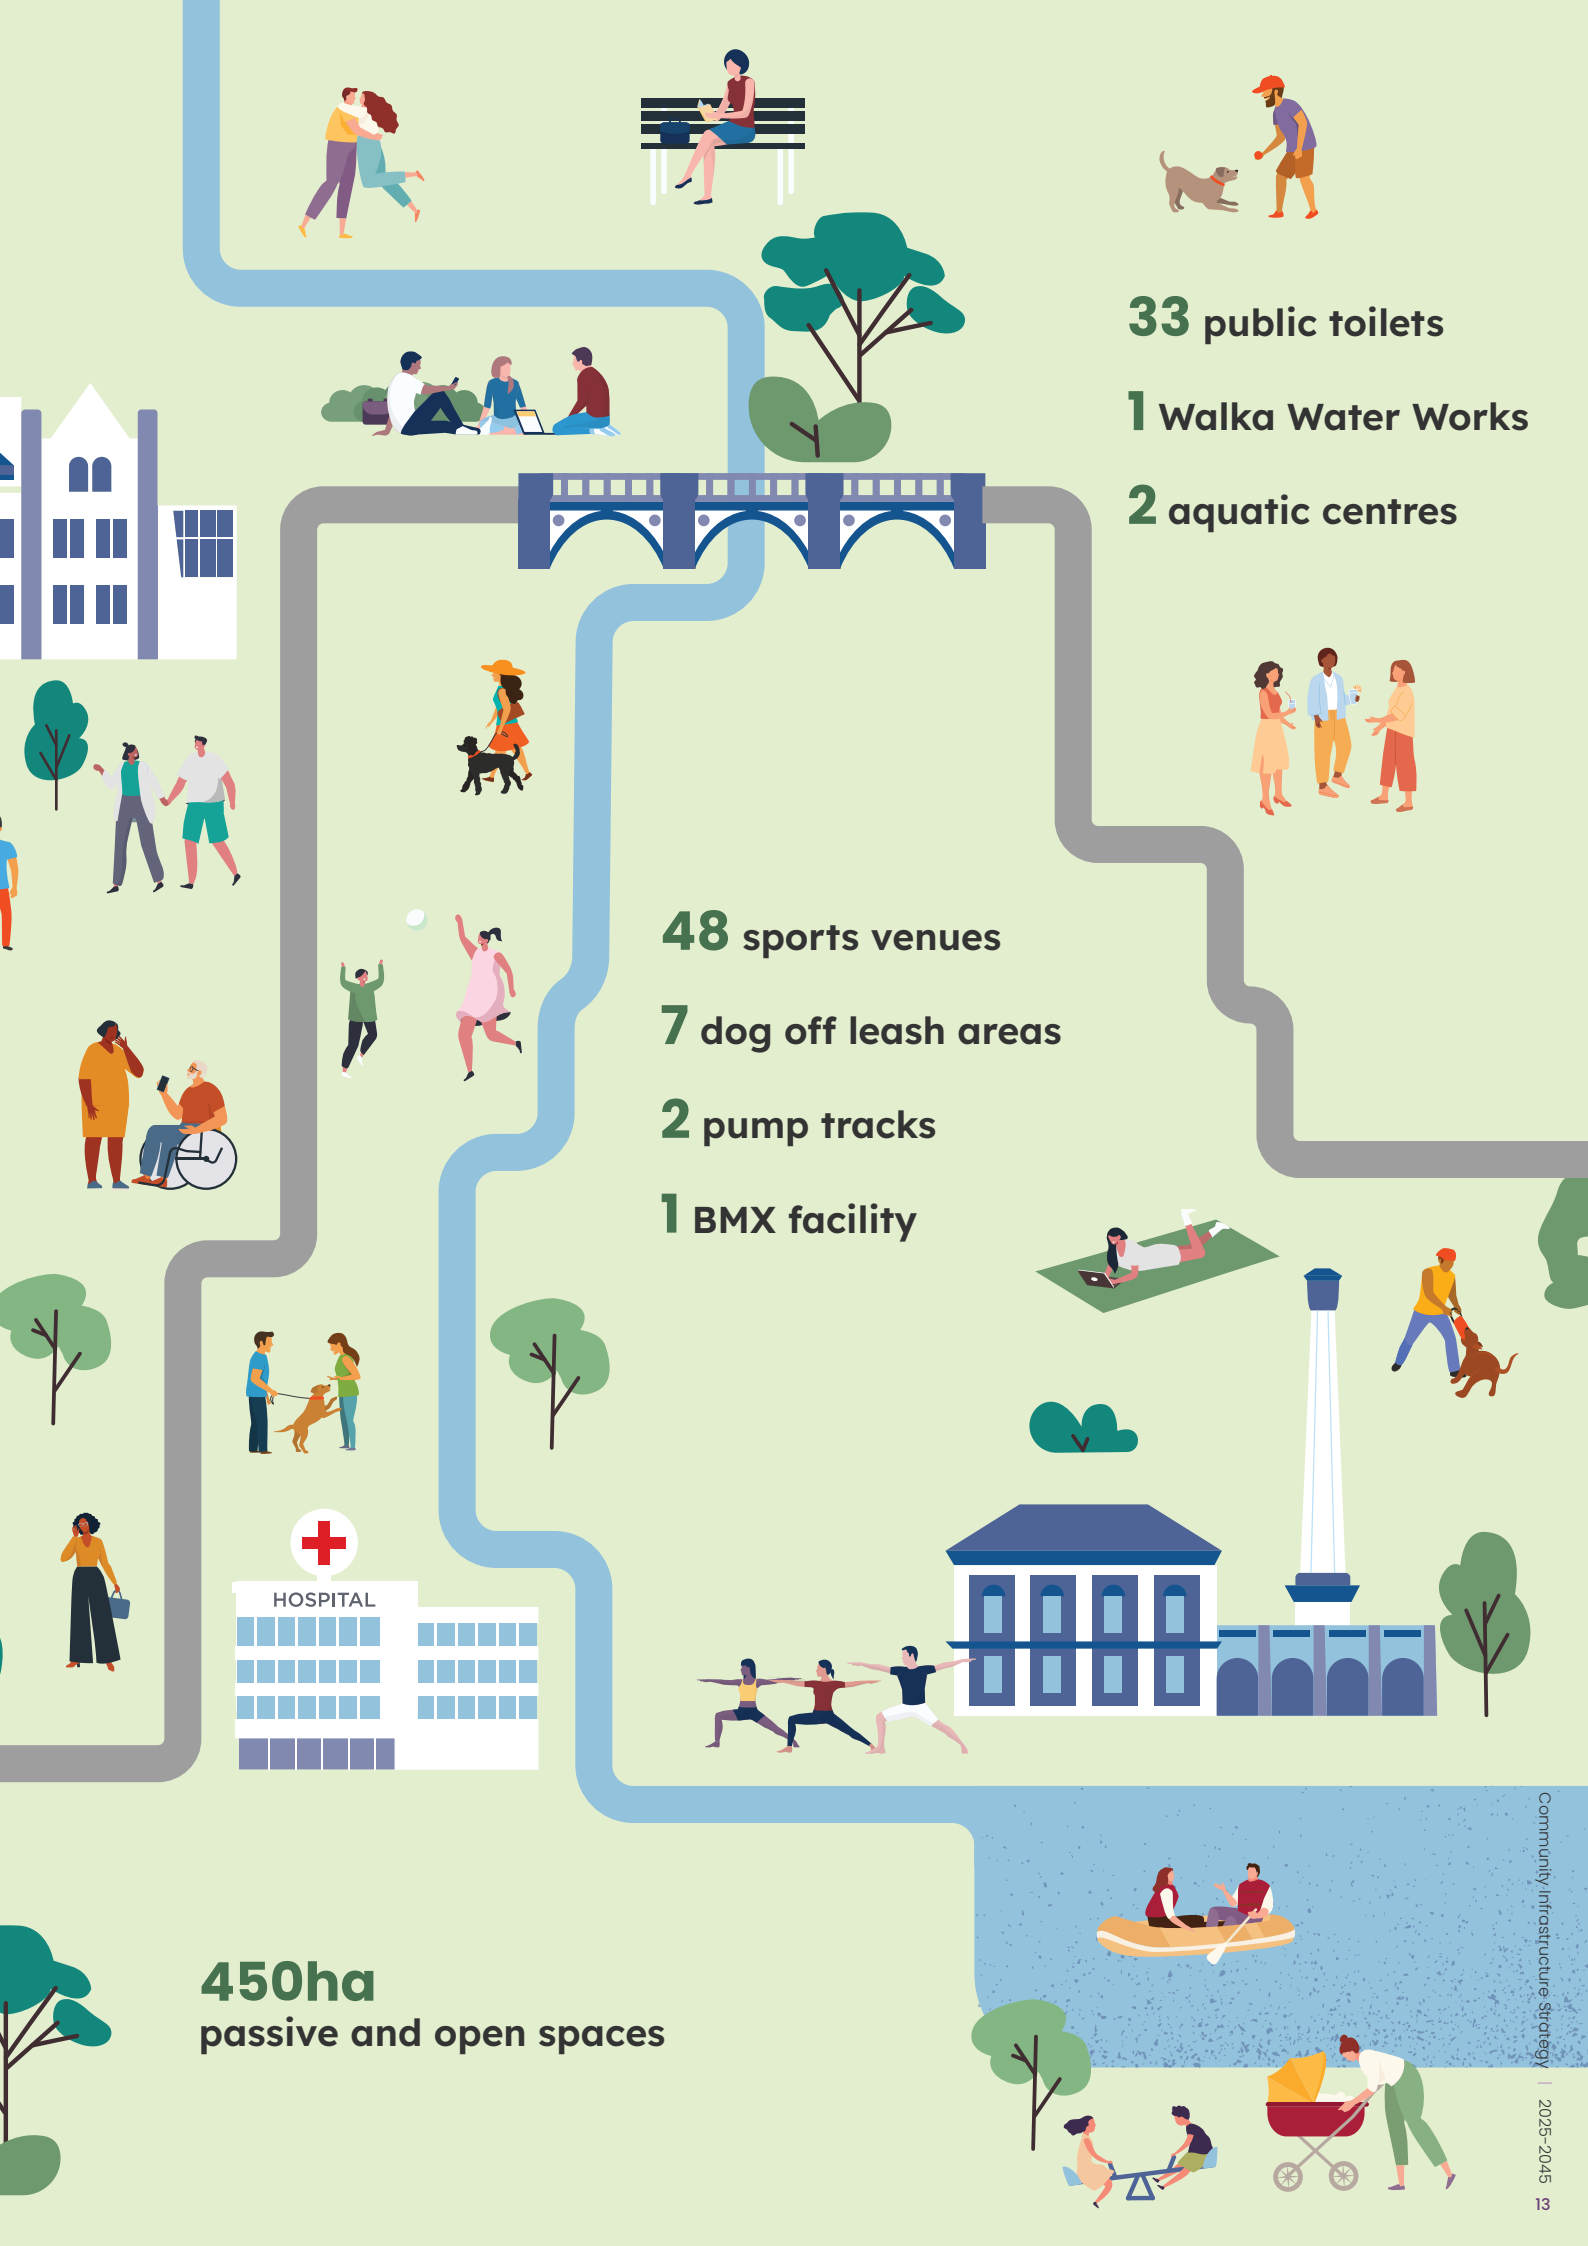 33 public toilets
1 Walka Water Works
2 aquatic centres
48 sports venues
7 dog off leash areas
2 pump tracks
1 BMX facility
HOSPITAL
450ha
passive and open spaces
Community Infrastructure Strategy | 2025-2045
13